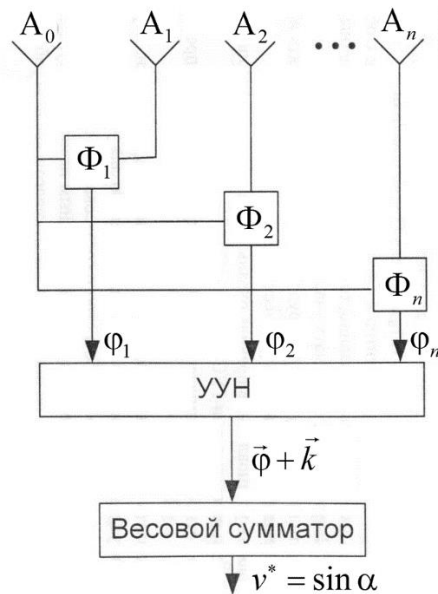 A₀ A₁ A₂ ••• Aₙ
Φ₁
Φ₂
Φₙ
φ₁ φ₂ φₙ
УУН
φ⃗ + k⃗
Весовой сумматор
v* = sin α